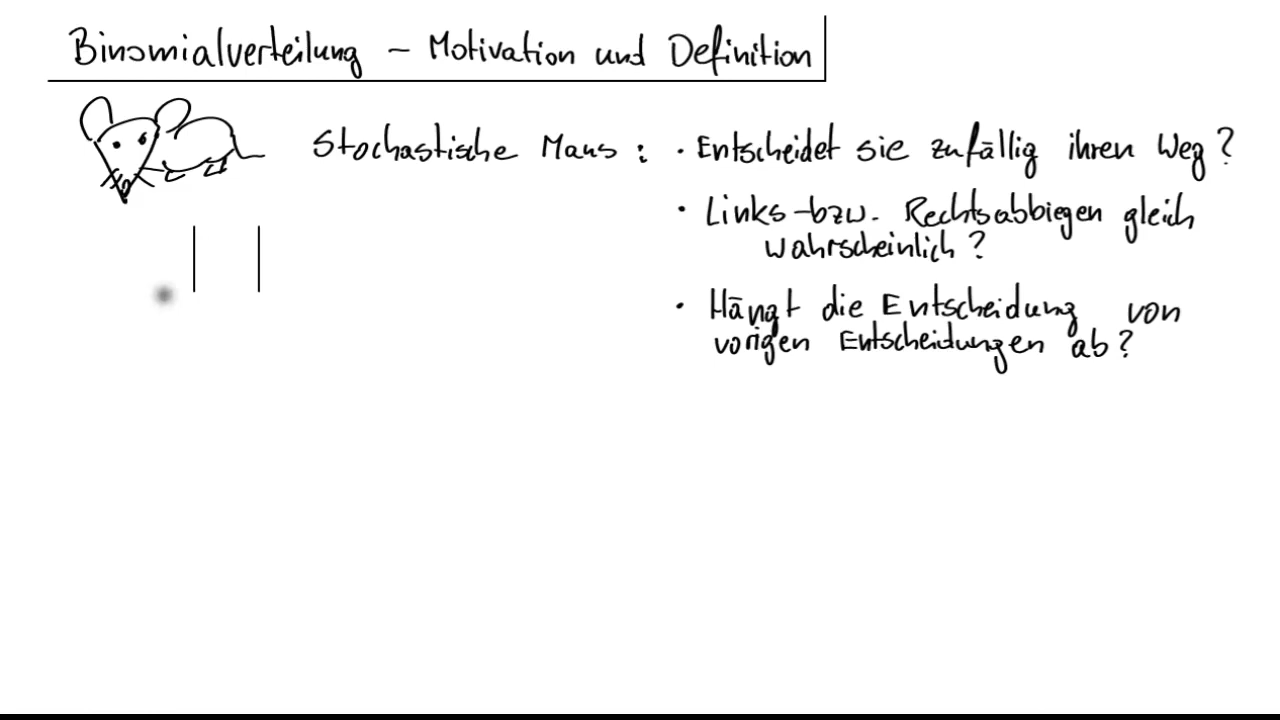 Binomialverteilung – Motivation und Definition
Stochastische Maus : · Entscheidet sie zufällig ihren Weg?
· Links- bzw. Rechtsabbiegen gleich
wahrscheinlich?
· Hängt die Entscheidung von
vorigen Entscheidungen ab?